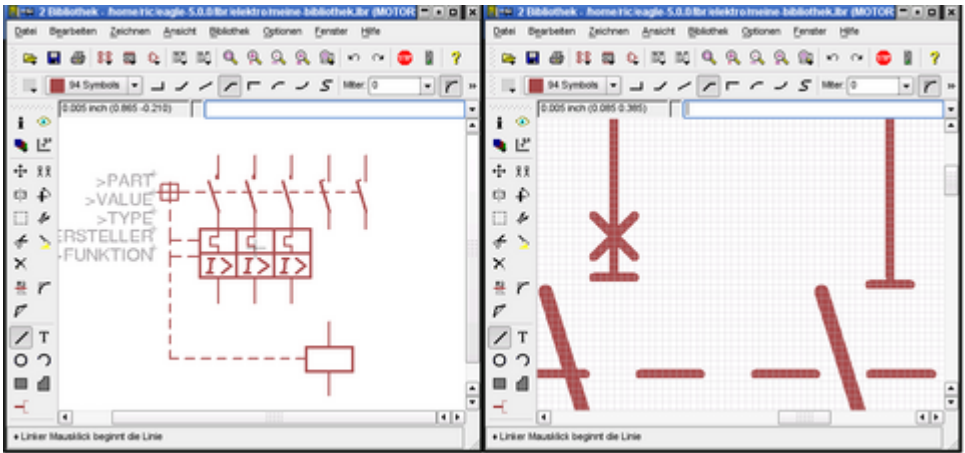 2 Bibliothek - /home/ric/eagle-5.0.0/lbr/elektro/meine-bibliothek.lbr (MOTOR
Datei Bearbeiten Zeichnen Ansicht Bibliothek Optionen Fenster Hilfe
94 Symbols Miter: 0
0.005 inch (0.865 -0.210)
>PART
>VALUE
>TYPE
ERSTELLER
>FUNKTION
I> I> I>
Linker Mausklick beginnt die Linie
2 Bibliothek - /home/ric/eagle-5.0.0/lbr/elektro/meine-bibliothek.lbr (MOTOR
Datei Bearbeiten Zeichnen Ansicht Bibliothek Optionen Fenster Hilfe
94 Symbols Miter: 0
0.005 inch (0.085 0.385)
Linker Mausklick beginnt die Linie